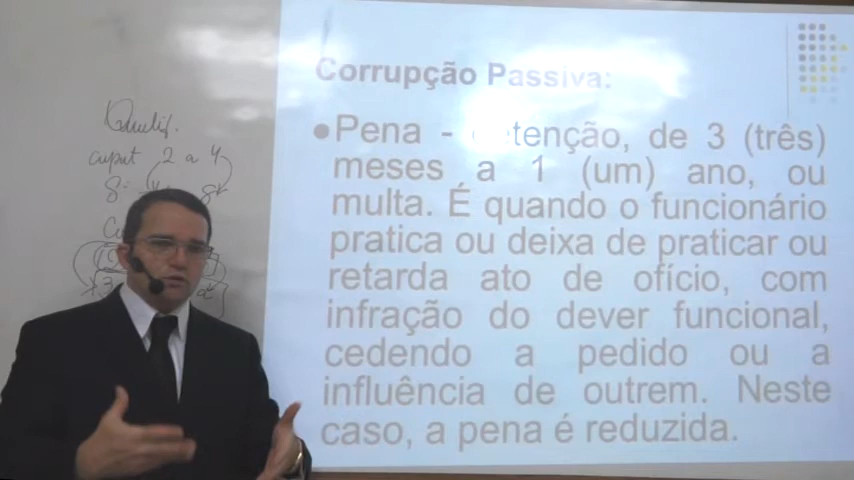 Corrupção Passiva:
Pena - detenção, de 3 (três)
meses a 1 (um) ano, ou
multa. É quando o funcionário
pratica ou deixa de praticar ou
retarda ato de ofício, com
infração do dever funcional,
cedendo a pedido ou a
influência de outrem. Neste
caso, a pena é reduzida.
Qualif.
caput 2 a 4